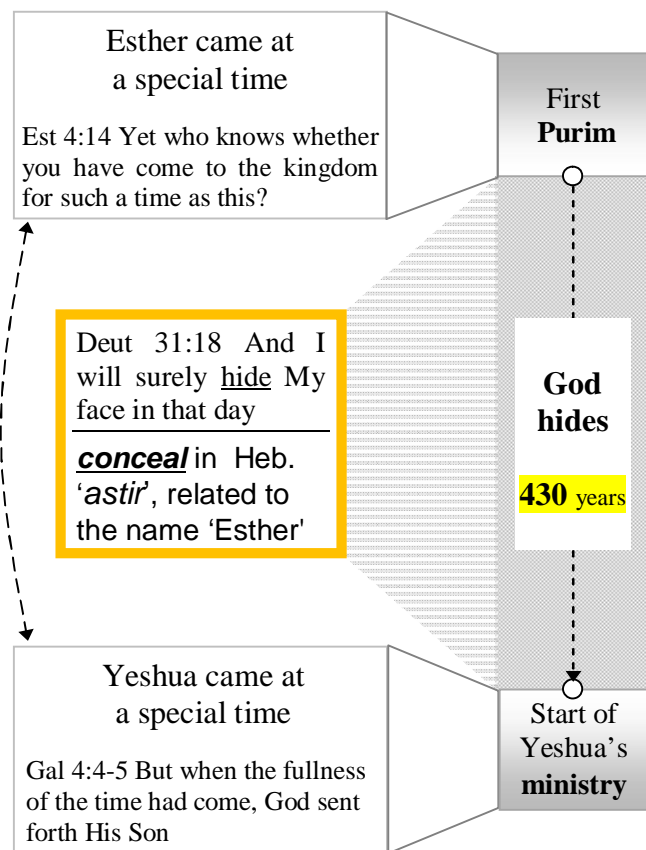 Esther came at
a special time
Est 4:14 Yet who knows whether
you have come to the kingdom
for such a time as this?
First
Purim
Deut 31:18 And I
will surely hide My
face in that day
conceal in Heb.
‘astir’, related to
the name ‘Esther'
God
hides
430 years
Yeshua came at
a special time
Gal 4:4-5 But when the fullness
of the time had come, God sent
forth His Son
Start of
Yeshua’s
ministry